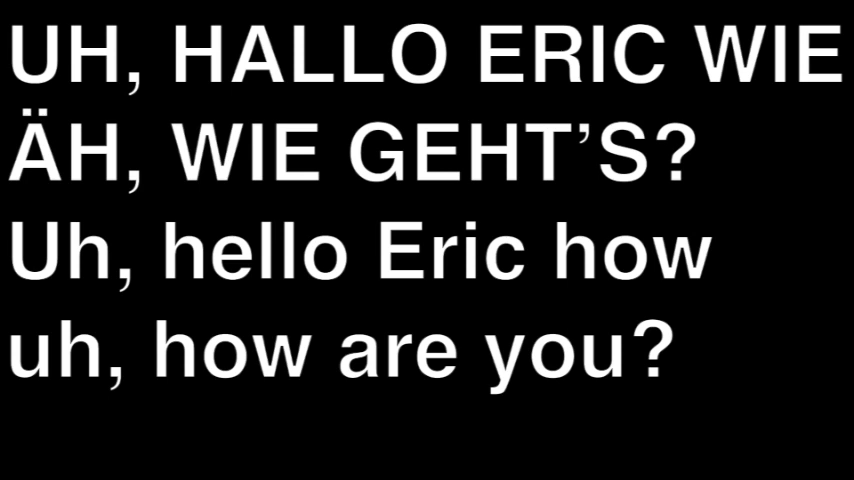 UH, HALLO ERIC WIE
ÄH, WIE GEHT’S?
Uh, hello Eric how
uh, how are you?